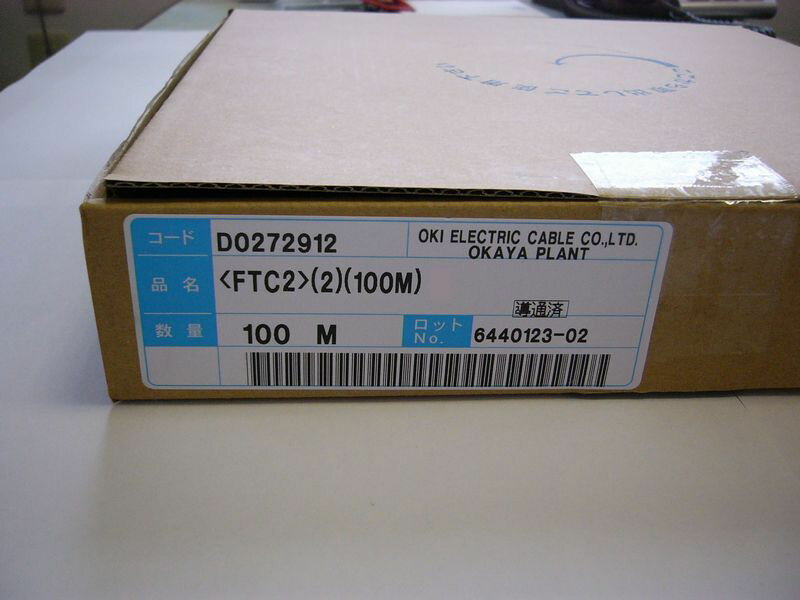 コード D0272912
OKI ELECTRIC CABLE CO.,LTD.
OKAYA PLANT
品名 <FTC2>(2)(100M)
導通済
数量 100 M
ロット
No. 6440123-02